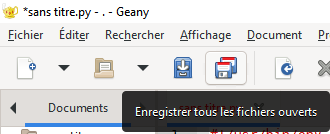 *sans titre.py - . - Geany
Fichier Éditer Rechercher Affichage Document
Documents
Enregistrer tous les fichiers ouverts